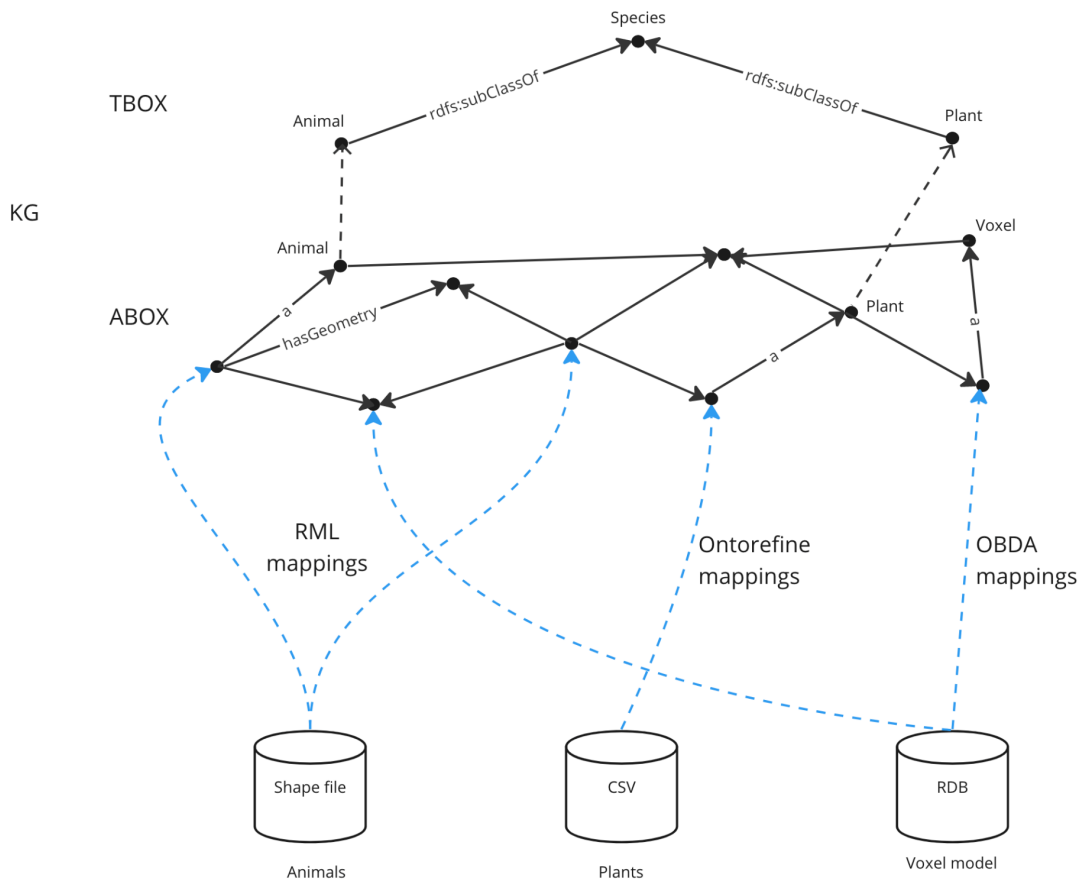 Species
TBOX
rdfs:subClassOf
rdfs:subClassOf
Animal
Plant
KG
Animal
Voxel
ABOX
a
hasGeometry
Plant
a
a
RML
mappings
Ontorefine
mappings
OBDA
mappings
Shape file
CSV
RDB
Animals
Plants
Voxel model